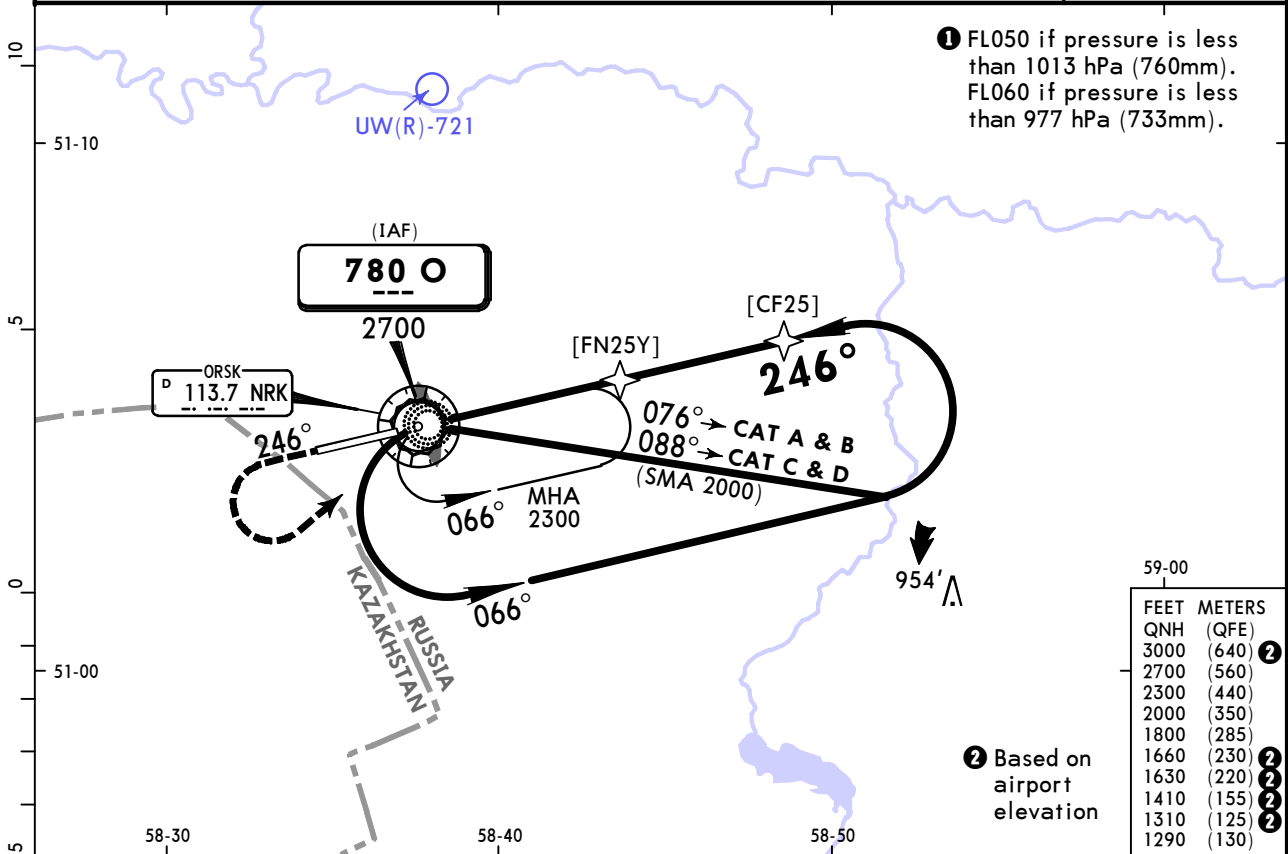 ❶ FL050 if pressure is less
than 1013 hPa (760mm).
FL060 if pressure is less
than 977 hPa (733mm).
10
UW(R)-721
51-10
(IAF)
780 O
2700
5
[CF25]
[FN25Y]
246°
ORSK
D 113.7 NRK
246°
076° CAT A & B
088° CAT C & D
(SMA 2000)
MHA
2300
066°
954'
0
066°
59-00
KAZAKHSTAN
RUSSIA
51-00
FEET METERS
QNH (QFE)
3000 (640) ❷
2700 (560)
2300 (440)
2000 (350)
1800 (285)
1660 (230) ❷
1630 (220) ❷
1410 (155) ❷
1310 (125) ❷
1290 (130)
❷ Based on
airport
elevation
58-30
58-40
58-50
5